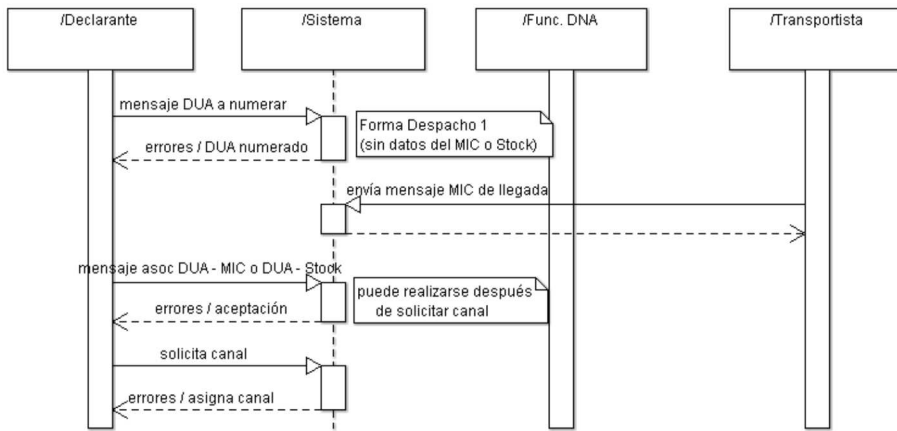 /Declarante
/Sistema
/Func. DNA
/Transportista
mensaje DUA a numerar
Forma Despacho 1
(sin datos del MIC o Stock)
errores / DUA numerado
envía mensaje MIC de llegada
mensaje asoc DUA - MIC o DUA - Stock
puede realizarse después
de solicitar canal
errores / aceptación
solicita canal
errores / asigna canal